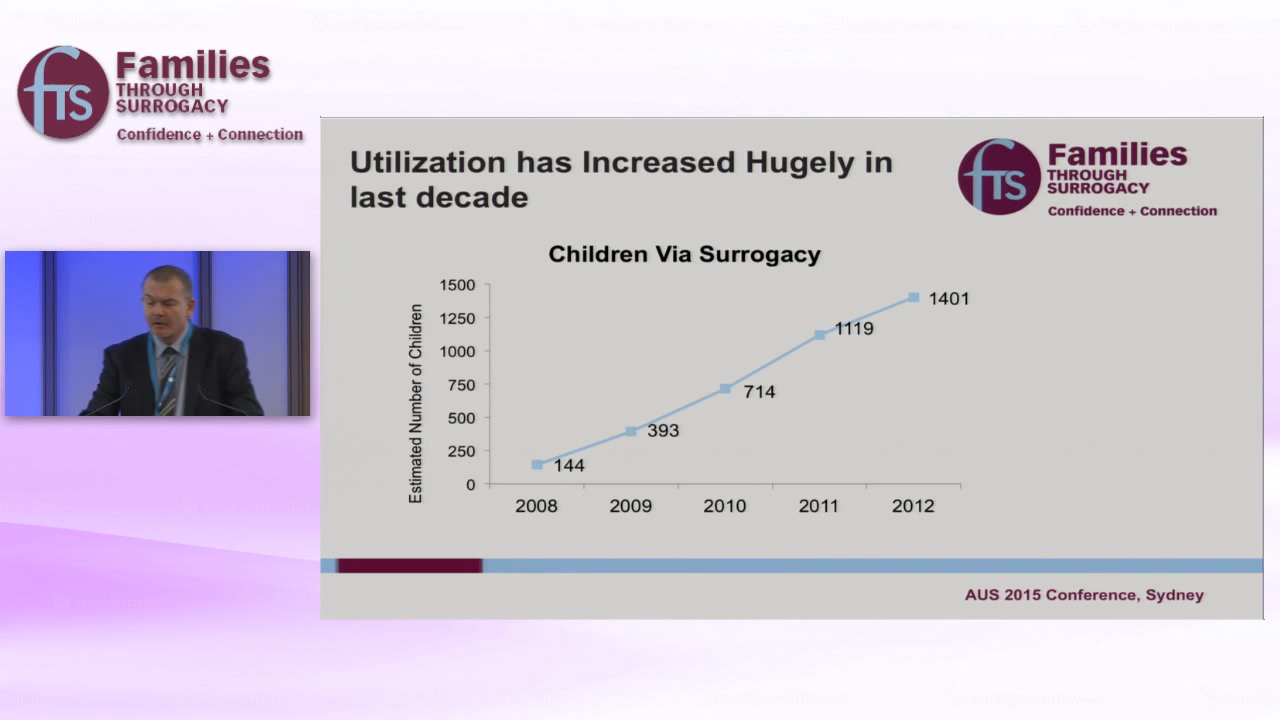 fTS
Families
THROUGH
SURROGACY
Confidence + Connection
Utilization has Increased Hugely in
last decade
fTS
Families
THROUGH
SURROGACY
Confidence + Connection
Children Via Surrogacy
Estimated Number of Children
1500
1250
1000
750
500
250
0
144
393
714
1119
1401
2008
2009
2010
2011
2012
AUS 2015 Conference, Sydney